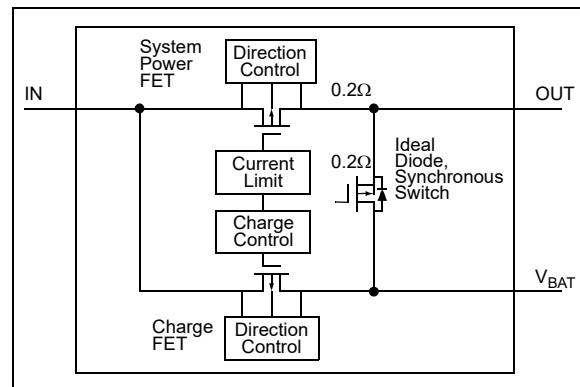 System
Power
FET
Direction
Control
0.2Ω
IN
OUT
Current
Limit
0.2Ω
Ideal
Diode,
Synchronous
Switch
Charge
Control
VBAT
Charge
FET
Direction
Control